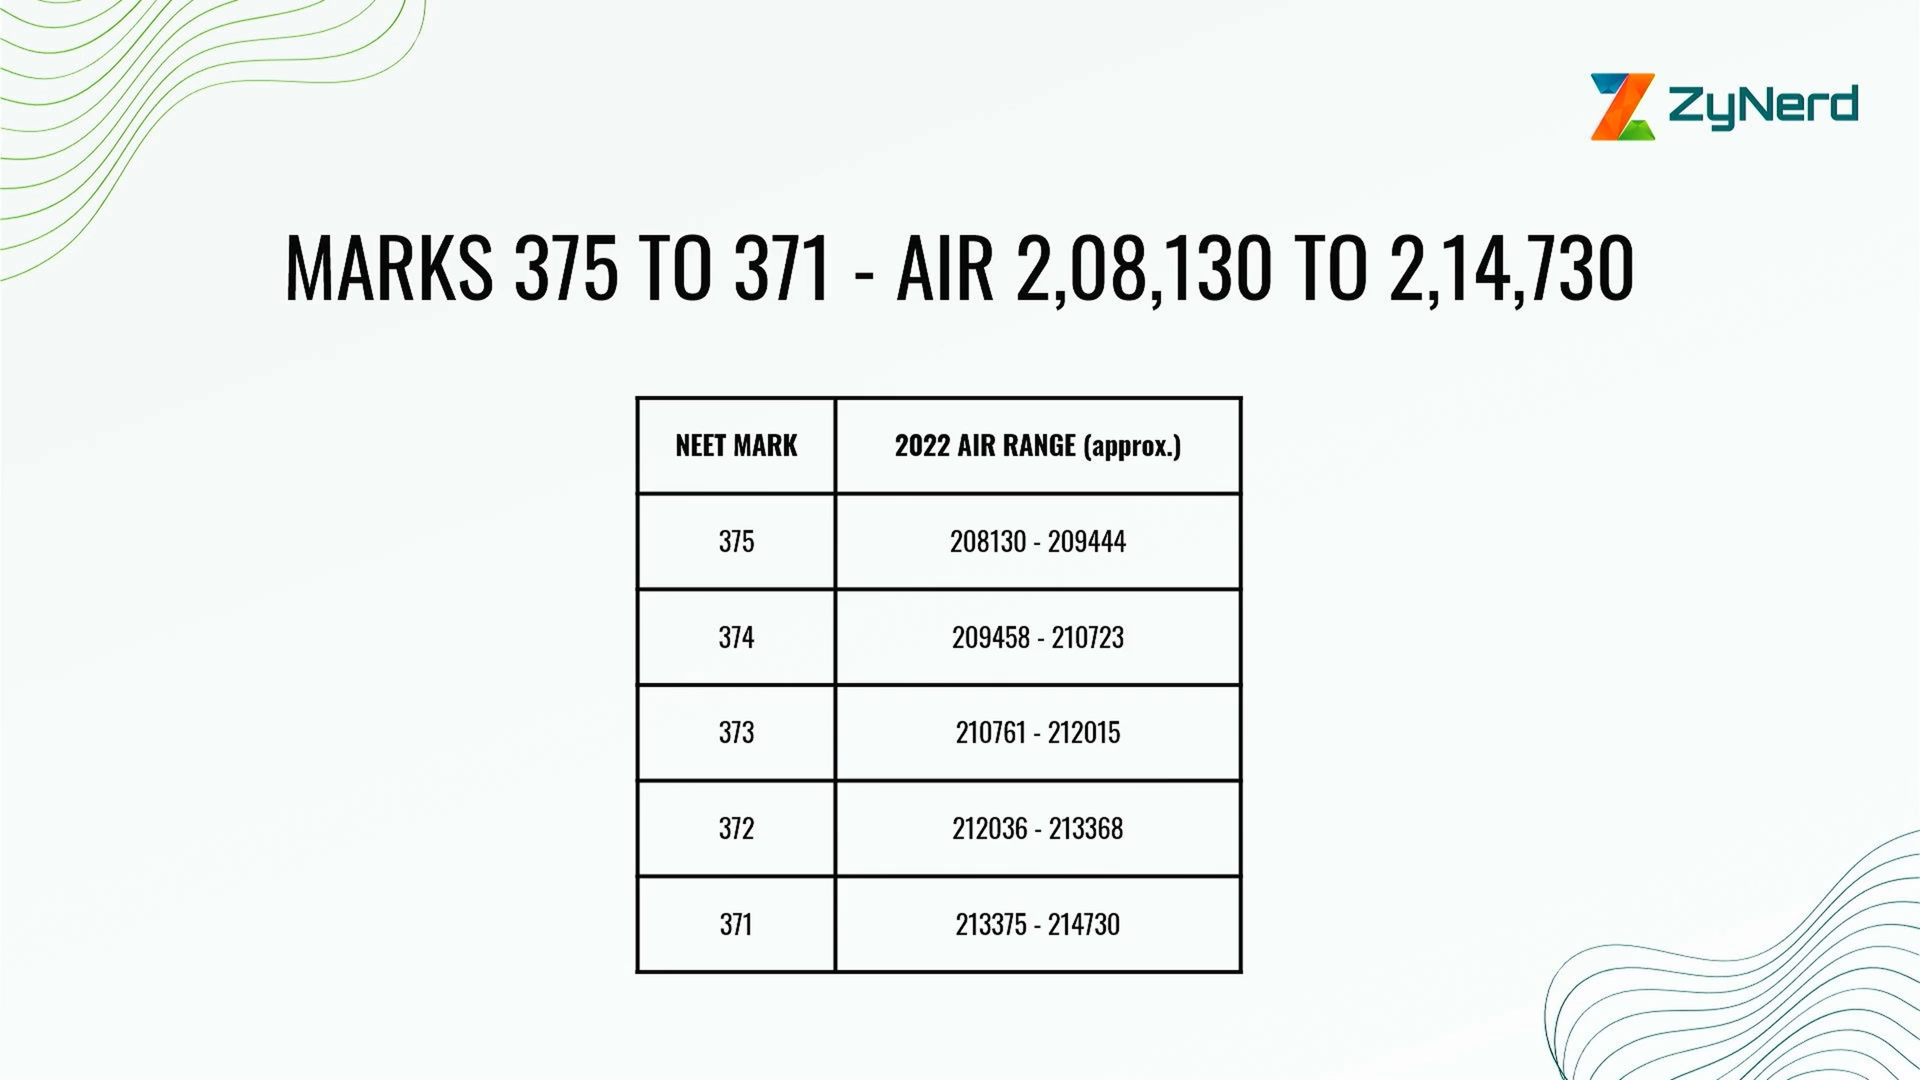 ZyNerd
MARKS 375 TO 371 - AIR 2,08,130 TO 2,14,730
NEET MARK 2022 AIR RANGE (approx.)
375 208130 - 209444
374 209458 - 210723
373 210761 - 212015
372 212036 - 213368
371 213375 - 214730